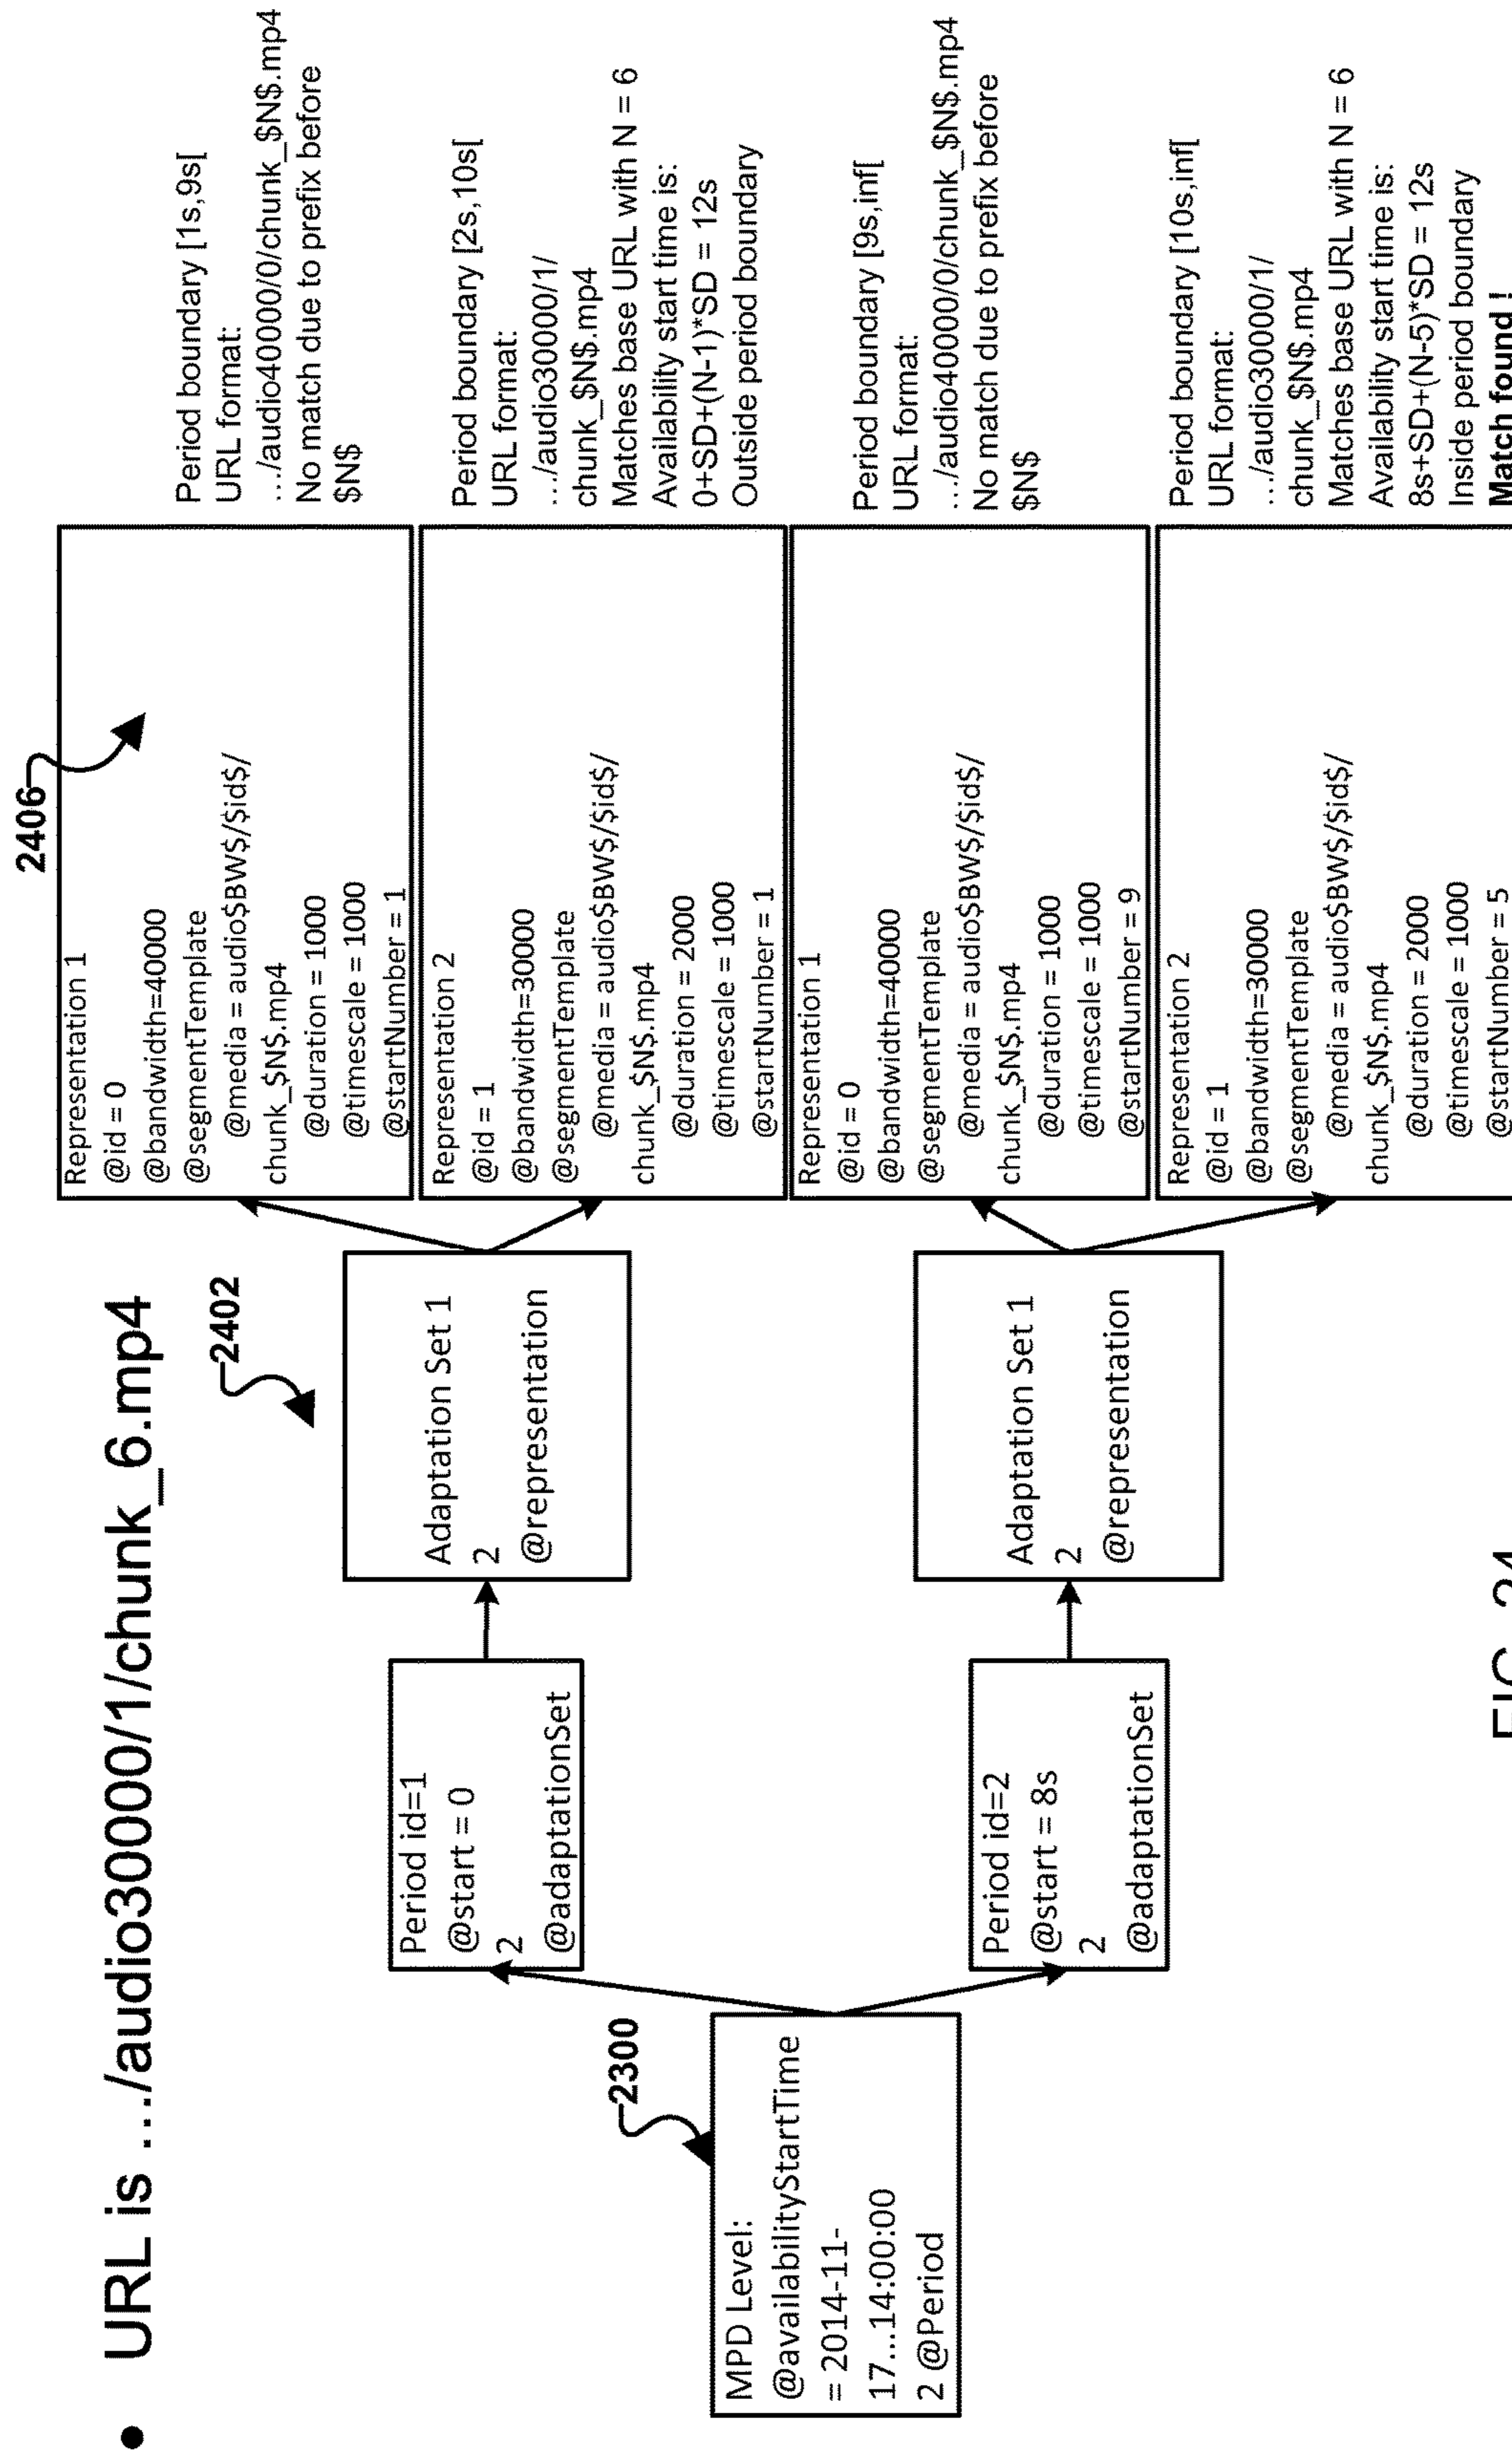 • URL is .../audio30000/1/chunk_6.mp4
2300
MPD Level:
@availabilityStartTime
= 2014-11-
17...14:00:00
2 @Period
Period id=1
@start = 0
2
@adaptationSet
Period id=2
@start = 8s
2
@adaptationSet
2402
Adaptation Set 1
2
@representation
Adaptation Set 1
2
@representation
2406
Representation 1
@id = 0
@bandwidth=40000
@segmentTemplate
@media = audio$BW$/$id$/
chunk_$N$.mp4
@duration = 1000
@timescale = 1000
@startNumber = 1
Period boundary [1s,9s[
URL format:
.../audio40000/0/chunk_$N$.mp4
No match due to prefix before
$N$
Representation 2
@id = 1
@bandwidth=30000
@segmentTemplate
@media = audio$BW$/$id$/
chunk_$N$.mp4
@duration = 2000
@timescale = 1000
@startNumber = 1
Period boundary [2s,10s[
URL format:
.../audio30000/1/
chunk_$N$.mp4
Matches base URL with N = 6
Availability start time is:
0+SD+(N-1)*SD = 12s
Outside period boundary
Representation 1
@id = 0
@bandwidth=40000
@segmentTemplate
@media = audio$BW$/$id$/
chunk_$N$.mp4
@duration = 1000
@timescale = 1000
@startNumber = 9
Period boundary [9s,inf[
URL format:
.../audio40000/0/chunk_$N$.mp4
No match due to prefix before
$N$
Representation 2
@id = 1
@bandwidth=30000
@segmentTemplate
@media = audio$BW$/$id$/
chunk_$N$.mp4
@duration = 2000
@timescale = 1000
@startNumber = 5
Period boundary [10s,inf[
URL format:
.../audio30000/1/
chunk_$N$.mp4
Matches base URL with N = 6
Availability start time is:
8s+SD+(N-5)*SD = 12s
Inside period boundary
Match found !
FIG. 24